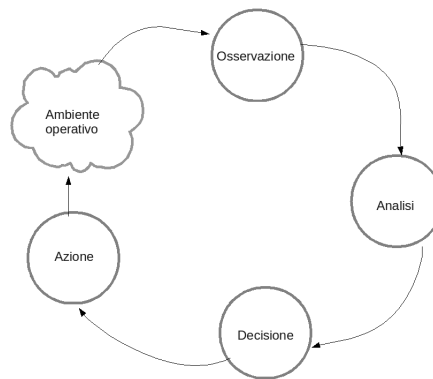 Osservazione
Ambiente
operativo
Analisi
Azione
Decisione